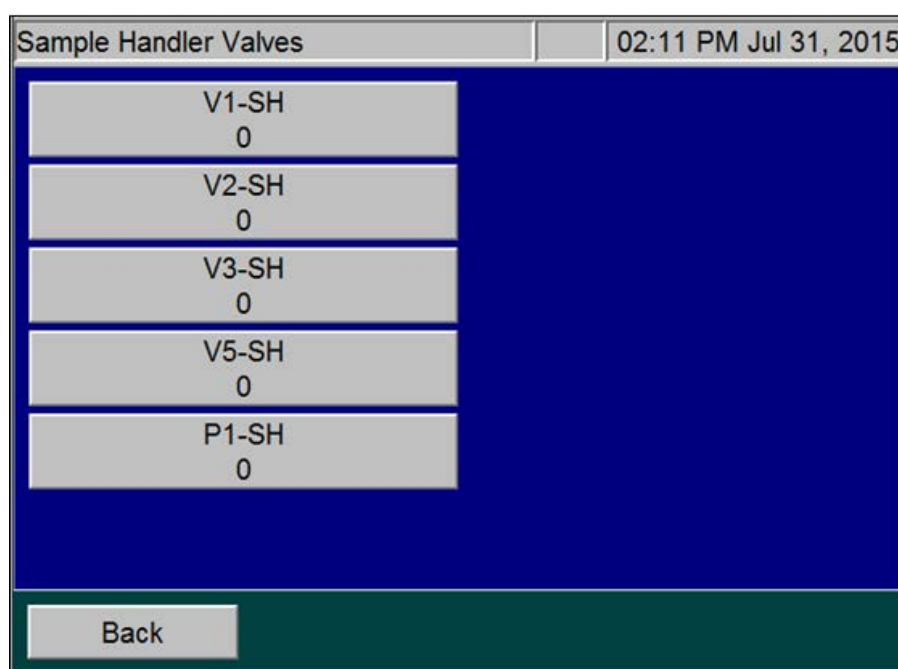 Sample Handler Valves
02:11 PM Jul 31, 2015
V1-SH
0
V2-SH
0
V3-SH
0
V5-SH
0
P1-SH
0
Back